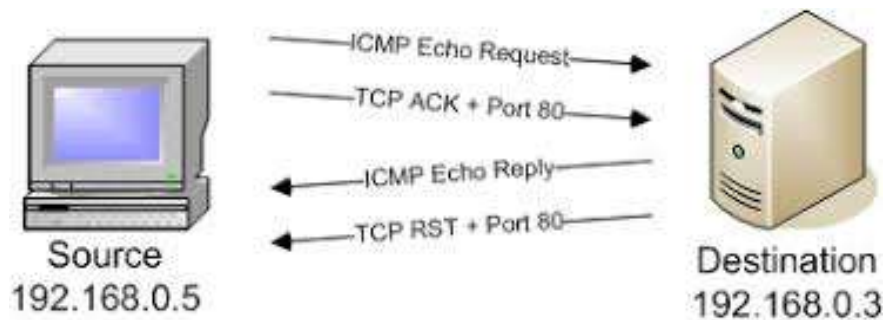 ICMP Echo Request
TCP ACK + Port 80
ICMP Echo Reply
TCP RST + Port 80
Source
192.168.0.5
Destination
192.168.0.3